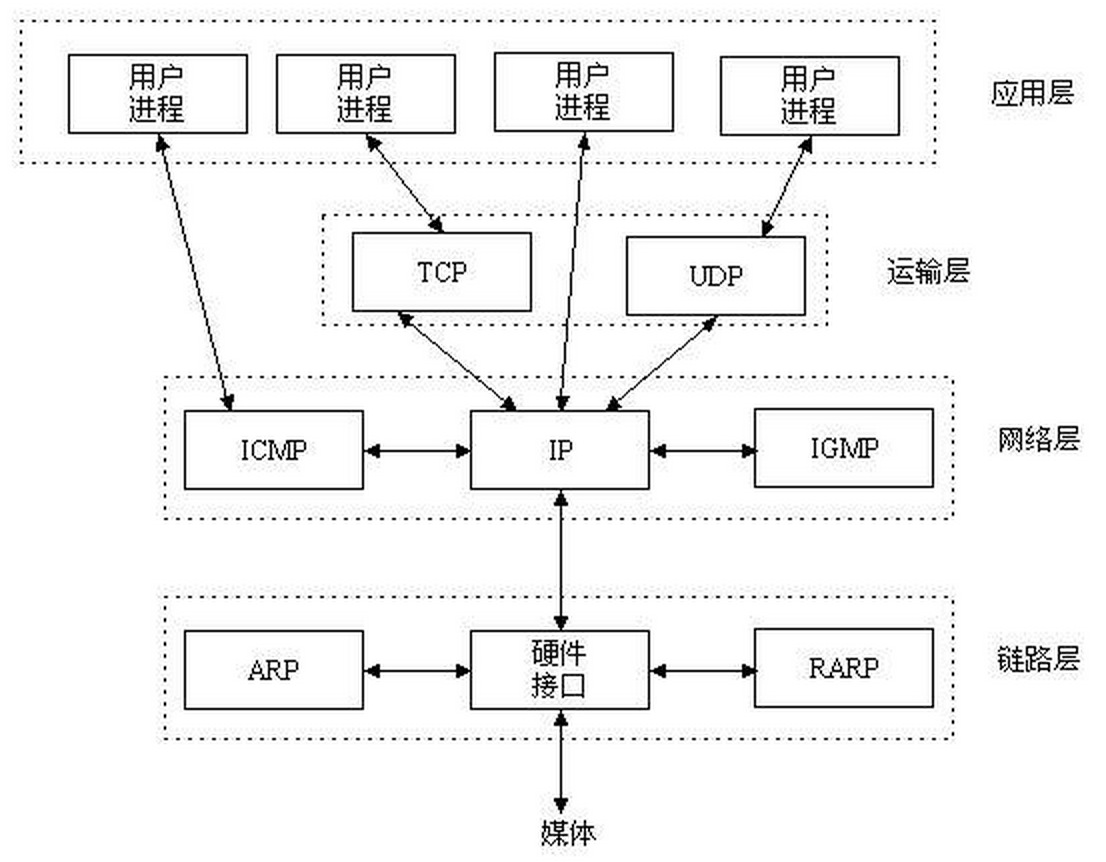 用户
进程
用户
进程
用户
进程
用户
进程
应用层
TCP
UDP
运输层
ICMP
IP
IGMP
网络层
ARP
硬件
接口
RARP
链路层
媒体